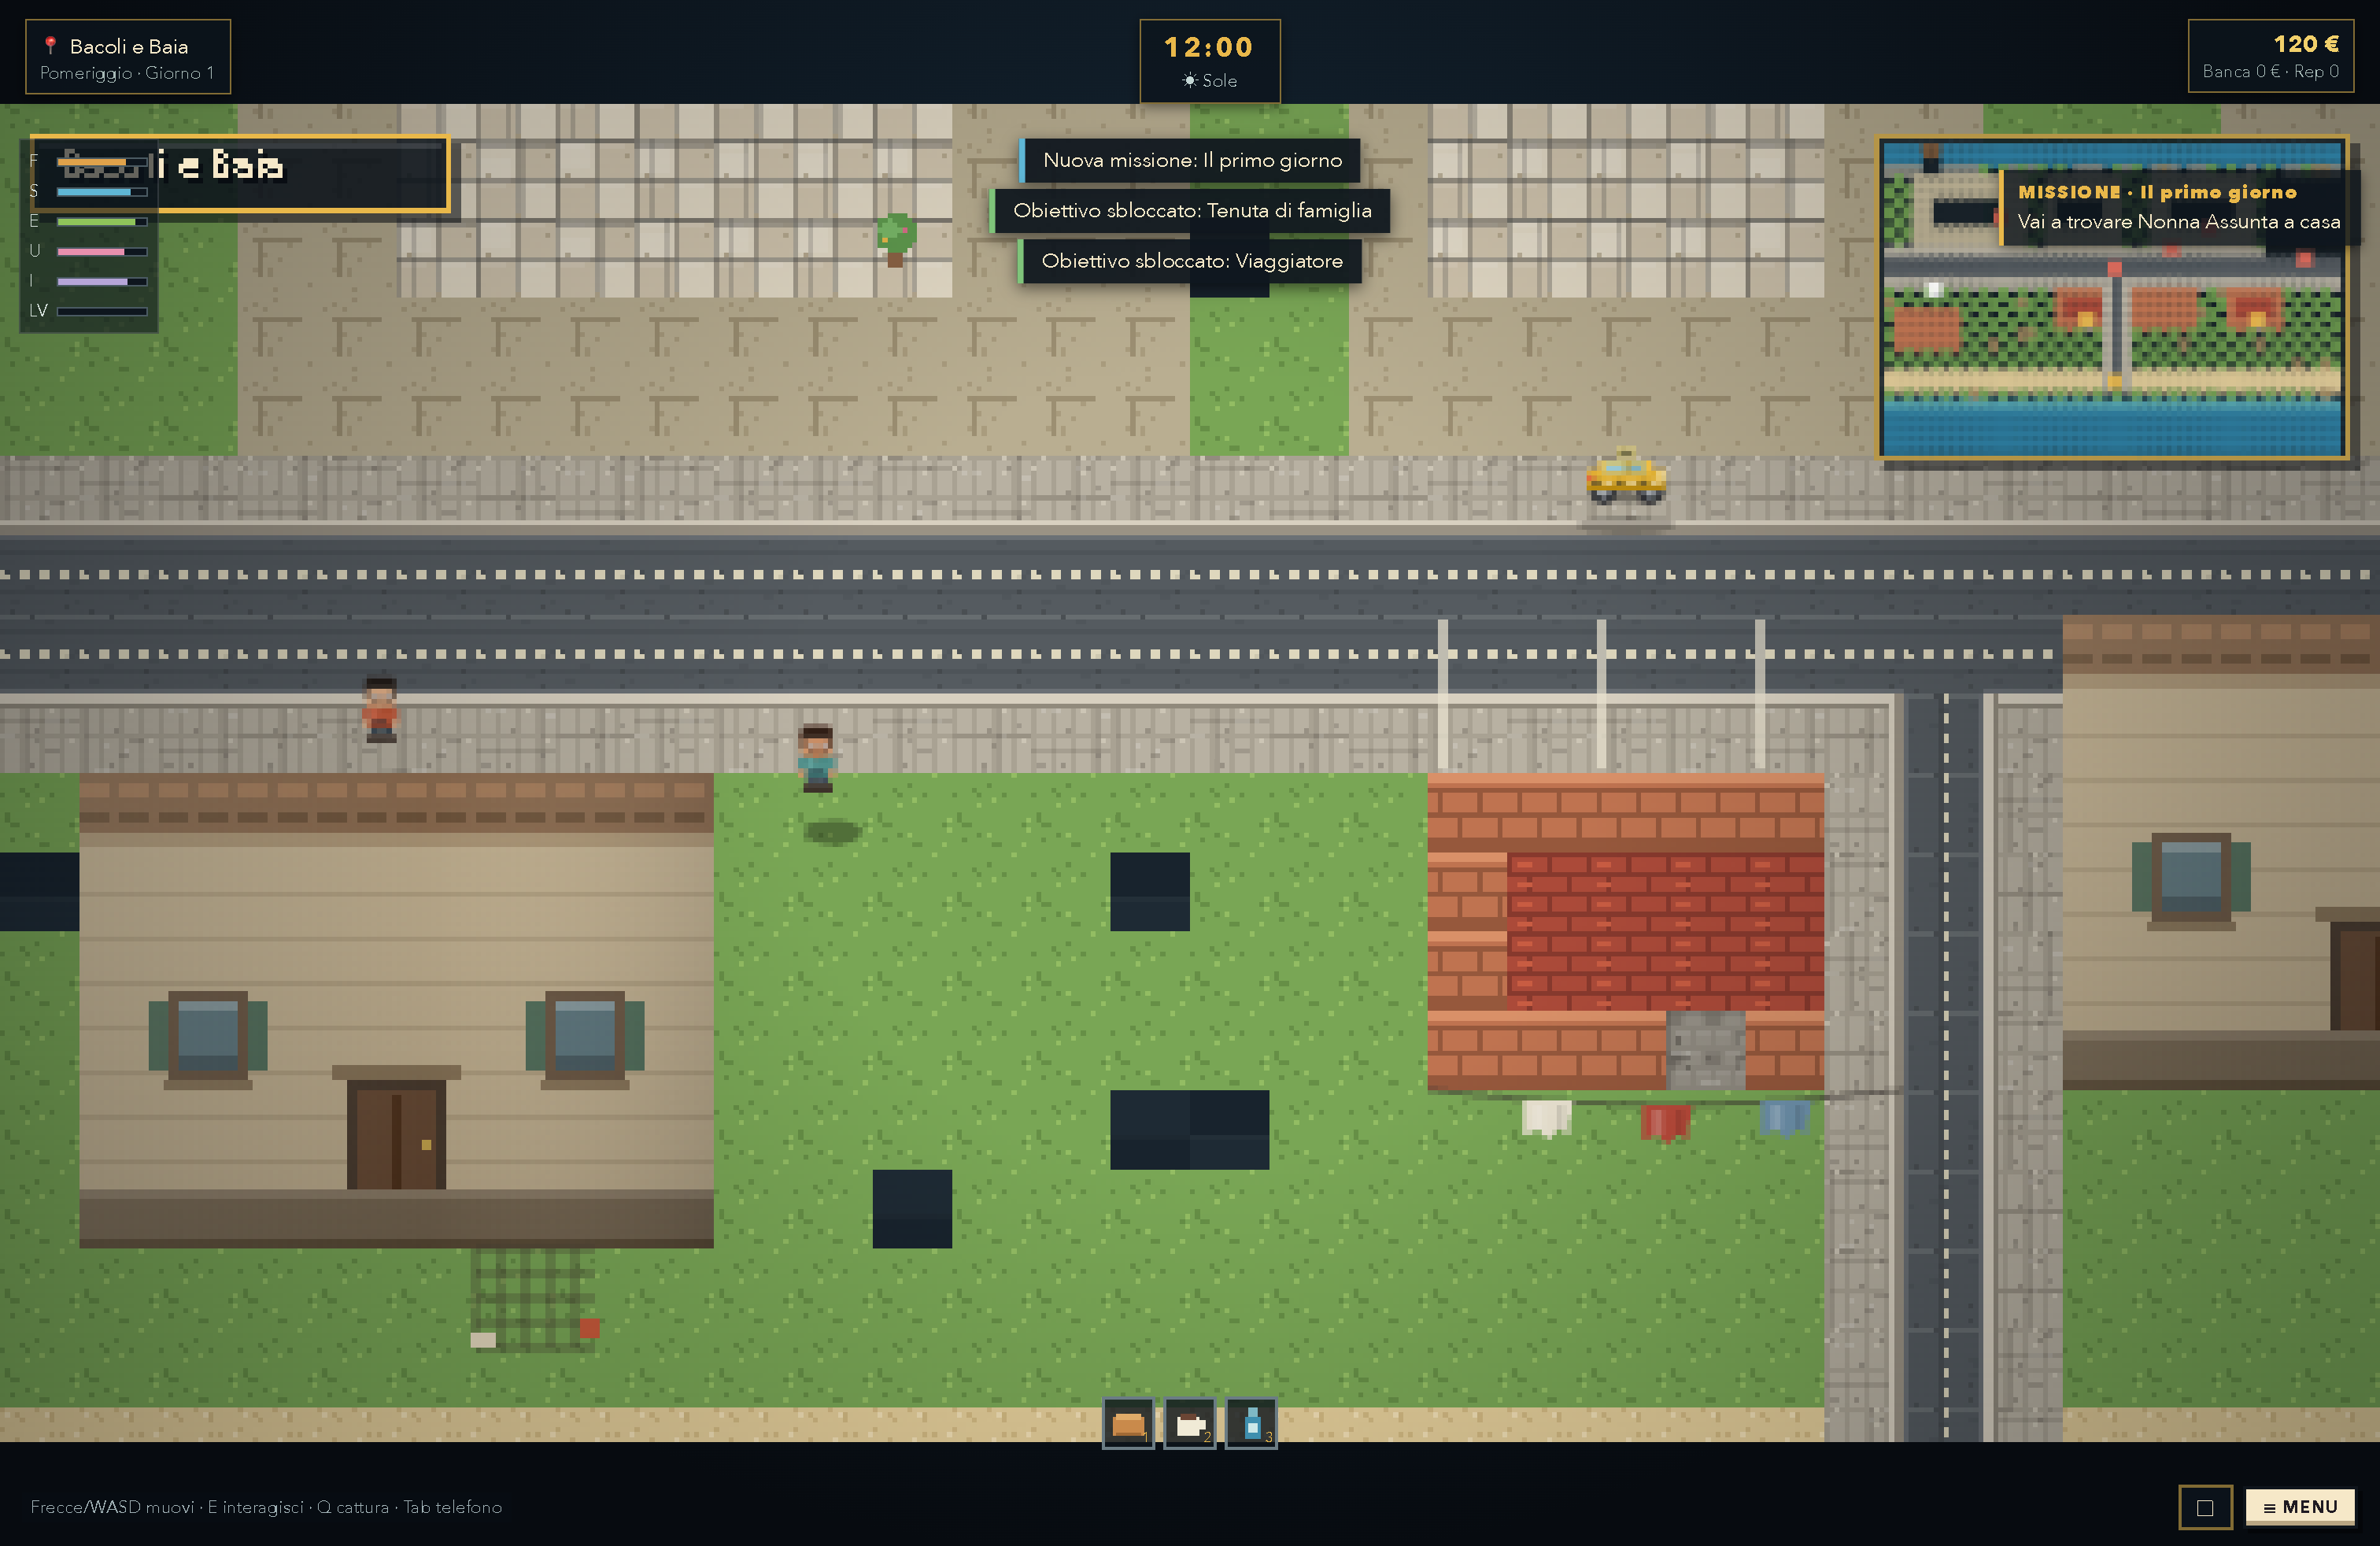 Bacoli e Baia
Pomeriggio · Giorno 1
12:00
☀ Sole
120 €
Banca 0 € · Rep 0
i e Baia
F
S
E
U
I
LV
Nuova missione: Il primo giorno
Obiettivo sbloccato: Tenuta di famiglia
Obiettivo sbloccato: Viaggiatore
MISSIONE · Il primo giorno
Vai a trovare Nonna Assunta a casa
1
2
3
Frecce/WASD muovi · E interagisci · Q cattura · Tab telefono
≡ MENU